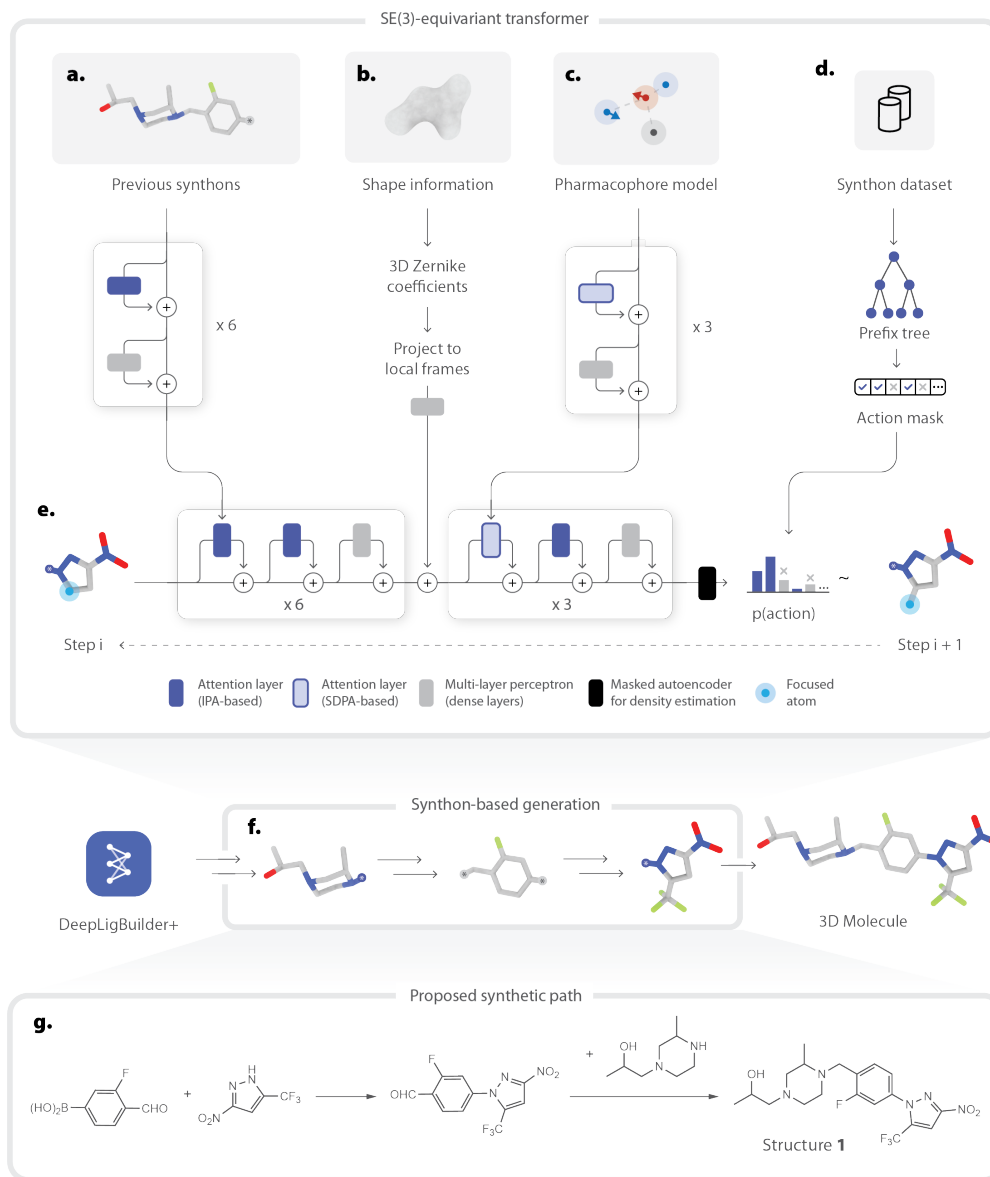 SE(3)-equivariant transformer
a.
b.
c.
d.
Previous synthons
Shape information
Pharmacophore model
Synthon dataset
3D Zernike
coefficients
Project to
local frames
x 6
x 3
Prefix tree
Action mask
e.
x 6
x 3
p(action)
~
Step i
Step i + 1
Attention layer
(IPA-based)
Attention layer
(SDPA-based)
Multi-layer perceptron
(dense layers)
Masked autoencoder
for density estimation
Focused
atom
Synthon-based generation
f.
DeepLigBuilder+
3D Molecule
Proposed synthetic path
g.
(HO)₂B
F
CHO
+
O₂N
N
N
H
CF₃
F
OHC
N
N
NO₂
F₃C
+
OH
N
NH
OH
N
N
F
N
N
NO₂
F₃C
Structure 1